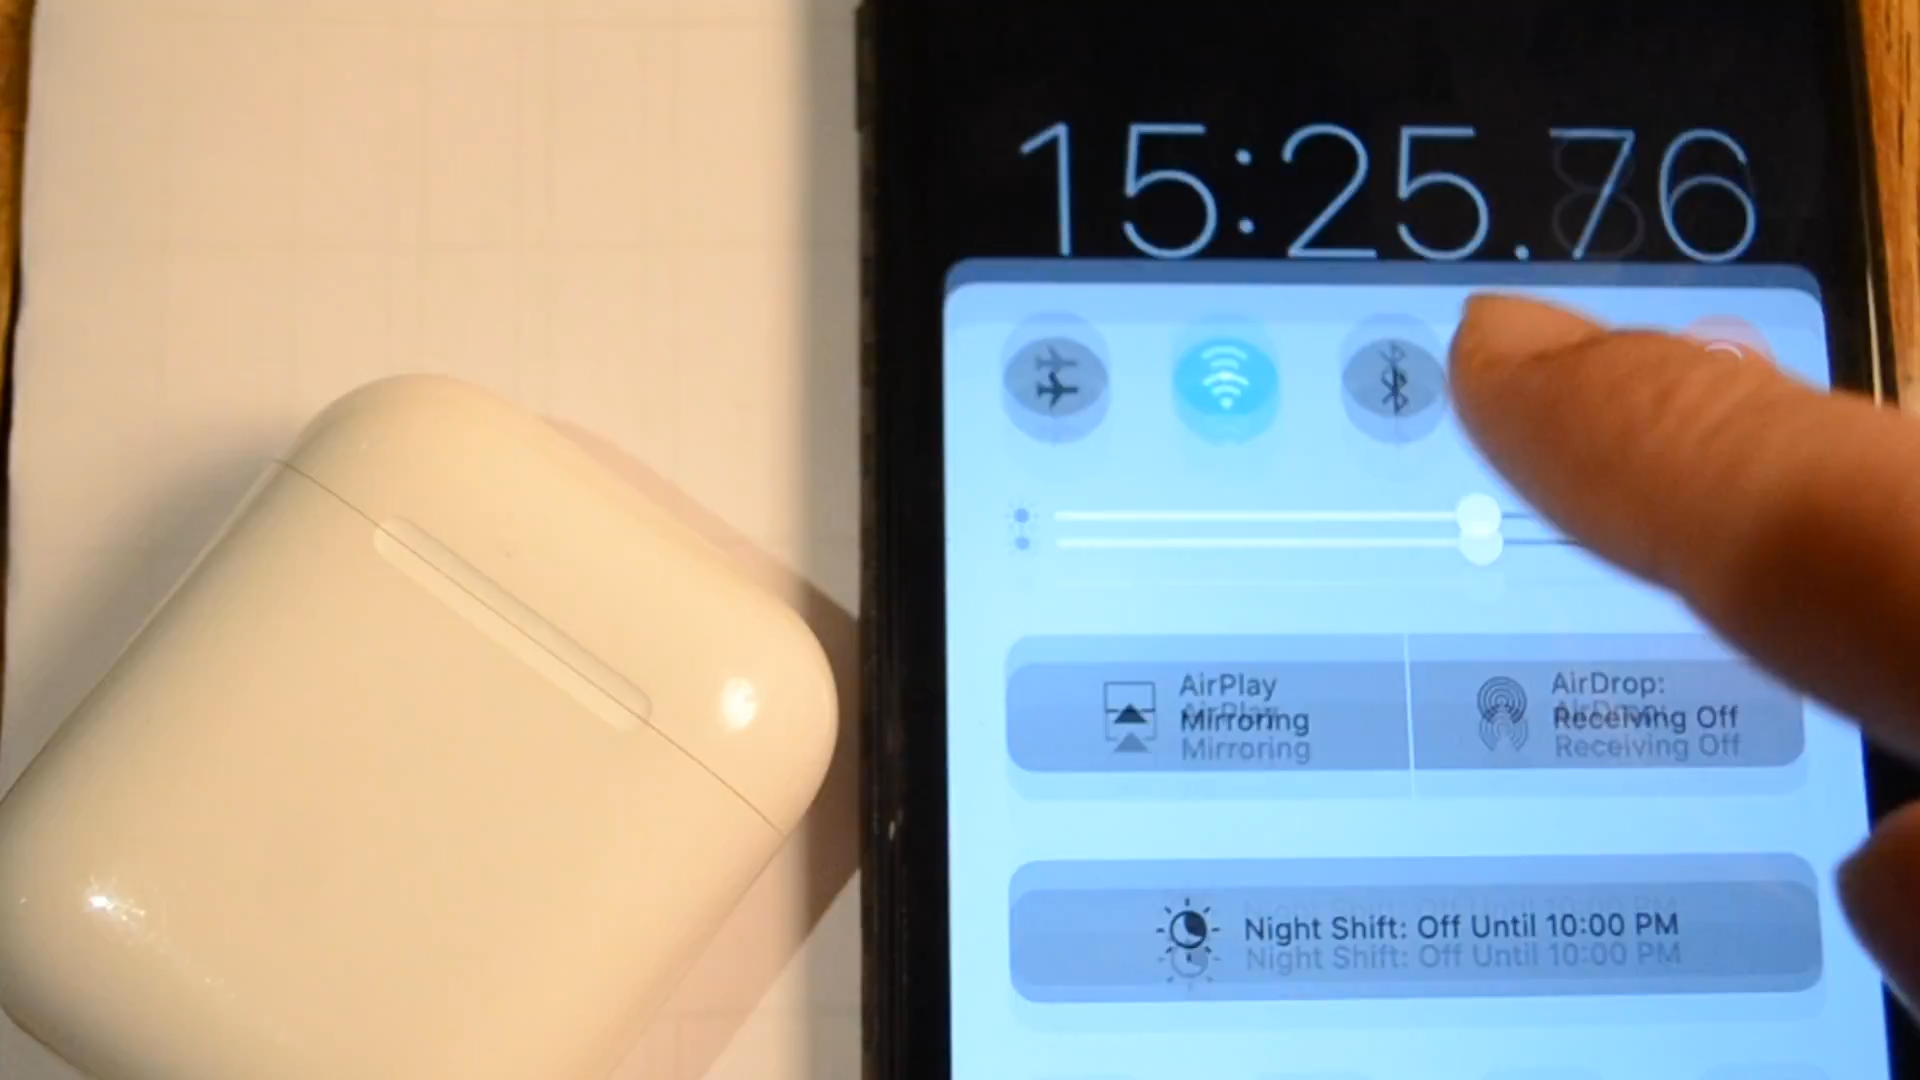 15:25.76
AirPlay
Mirroring
AirDrop:
Receiving Off
Night Shift: Off Until 10:00 PM